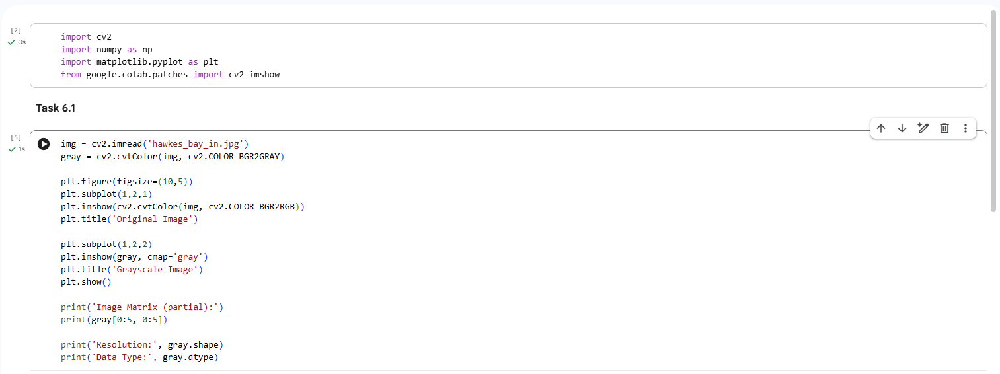 [2]
0s
import cv2
import numpy as np
import matplotlib.pyplot as plt
from google.colab.patches import cv2_imshow
Task 6.1
[5]
1s
img = cv2.imread('hawkes_bay_in.jpg')
gray = cv2.cvtColor(img, cv2.COLOR_BGR2GRAY)
plt.figure(figsize=(10,5))
plt.subplot(1,2,1)
plt.imshow(cv2.cvtColor(img, cv2.COLOR_BGR2RGB))
plt.title('Original Image')
plt.subplot(1,2,2)
plt.imshow(gray, cmap='gray')
plt.title('Grayscale Image')
plt.show()
print('Image Matrix (partial):')
print(gray[0:5, 0:5])
print('Resolution:', gray.shape)
print('Data Type:', gray.dtype)